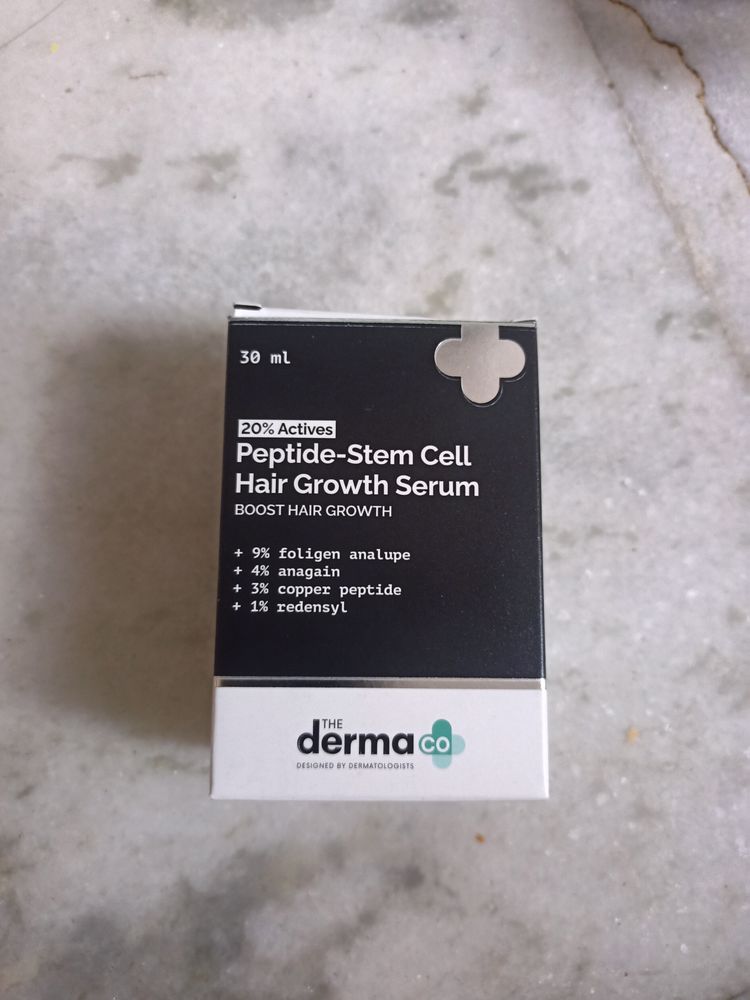 30 ml
20% Actives
Peptide-Stem Cell
Hair Growth Serum
BOOST HAIR GROWTH
+ 9% foligen analupe
+ 4% anagain
+ 3% copper peptide
+ 1% redensyl
THE
derma co
DESIGNED BY DERMATOLOGISTS